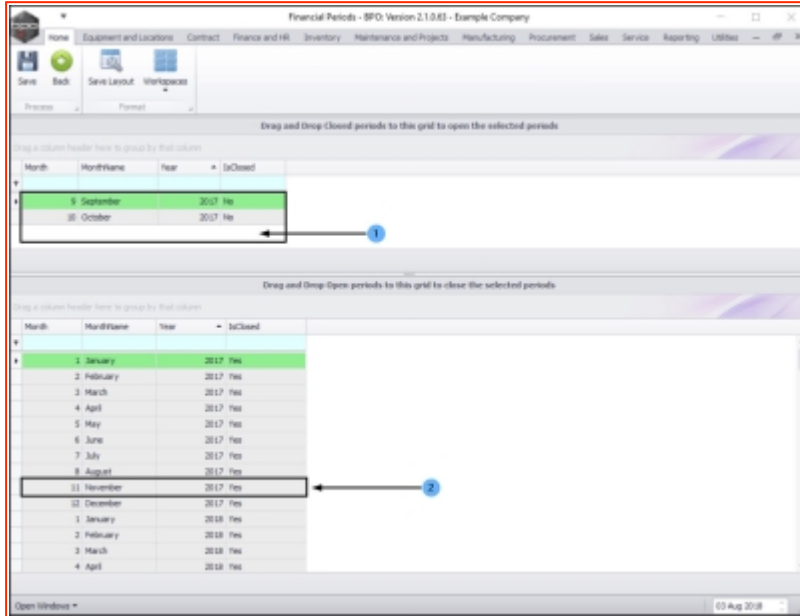 Financial Periods - BPO: Version 2.1.0.63 - Example Company
Home Equipment and Locations Contract Finance and HR Inventory Maintenance and Projects Manufacturing Procurement Sales Service Reporting Utilities
Save Back Save Layout Workspaces
Process Format
Drag and Drop Closed periods to this grid to open the selected periods
Drag a column header here to group by that column
Month MonthName Year IsClosed
9 September 2017 No
10 October 2017 No
1
Drag and Drop Open periods to this grid to close the selected periods
Drag a column header here to group by that column
Month MonthName Year IsClosed
1 January 2017 Yes
2 February 2017 Yes
3 March 2017 Yes
4 April 2017 Yes
5 May 2017 Yes
6 June 2017 Yes
7 July 2017 Yes
8 August 2017 Yes
11 November 2017 Yes
2
12 December 2017 Yes
1 January 2018 Yes
2 February 2018 Yes
3 March 2018 Yes
4 April 2018 Yes
Open Windows
03 Aug 2018